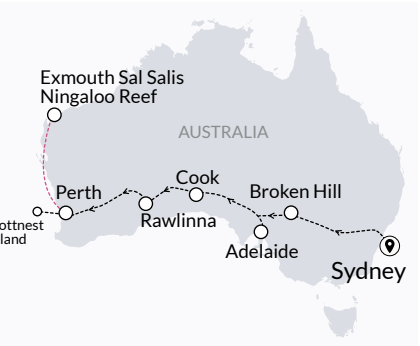 Exmouth Sal Salis
Ningaloo Reef
AUSTRALIA
Cook
Perth
Broken Hill
Rawlinna
ottnest
land
Adelaide
Sydney